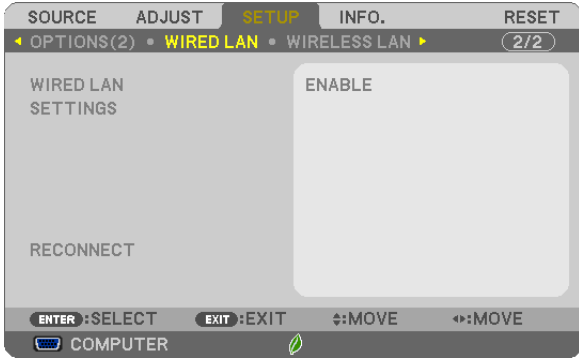 SOURCE ADJUST SETUP INFO. RESET
OPTIONS(2) • WIRED LAN • WIRELESS LAN 2/2
WIRED LAN ENABLE
SETTINGS
RECONNECT
ENTER :SELECT EXIT :EXIT :MOVE :MOVE
COMPUTER